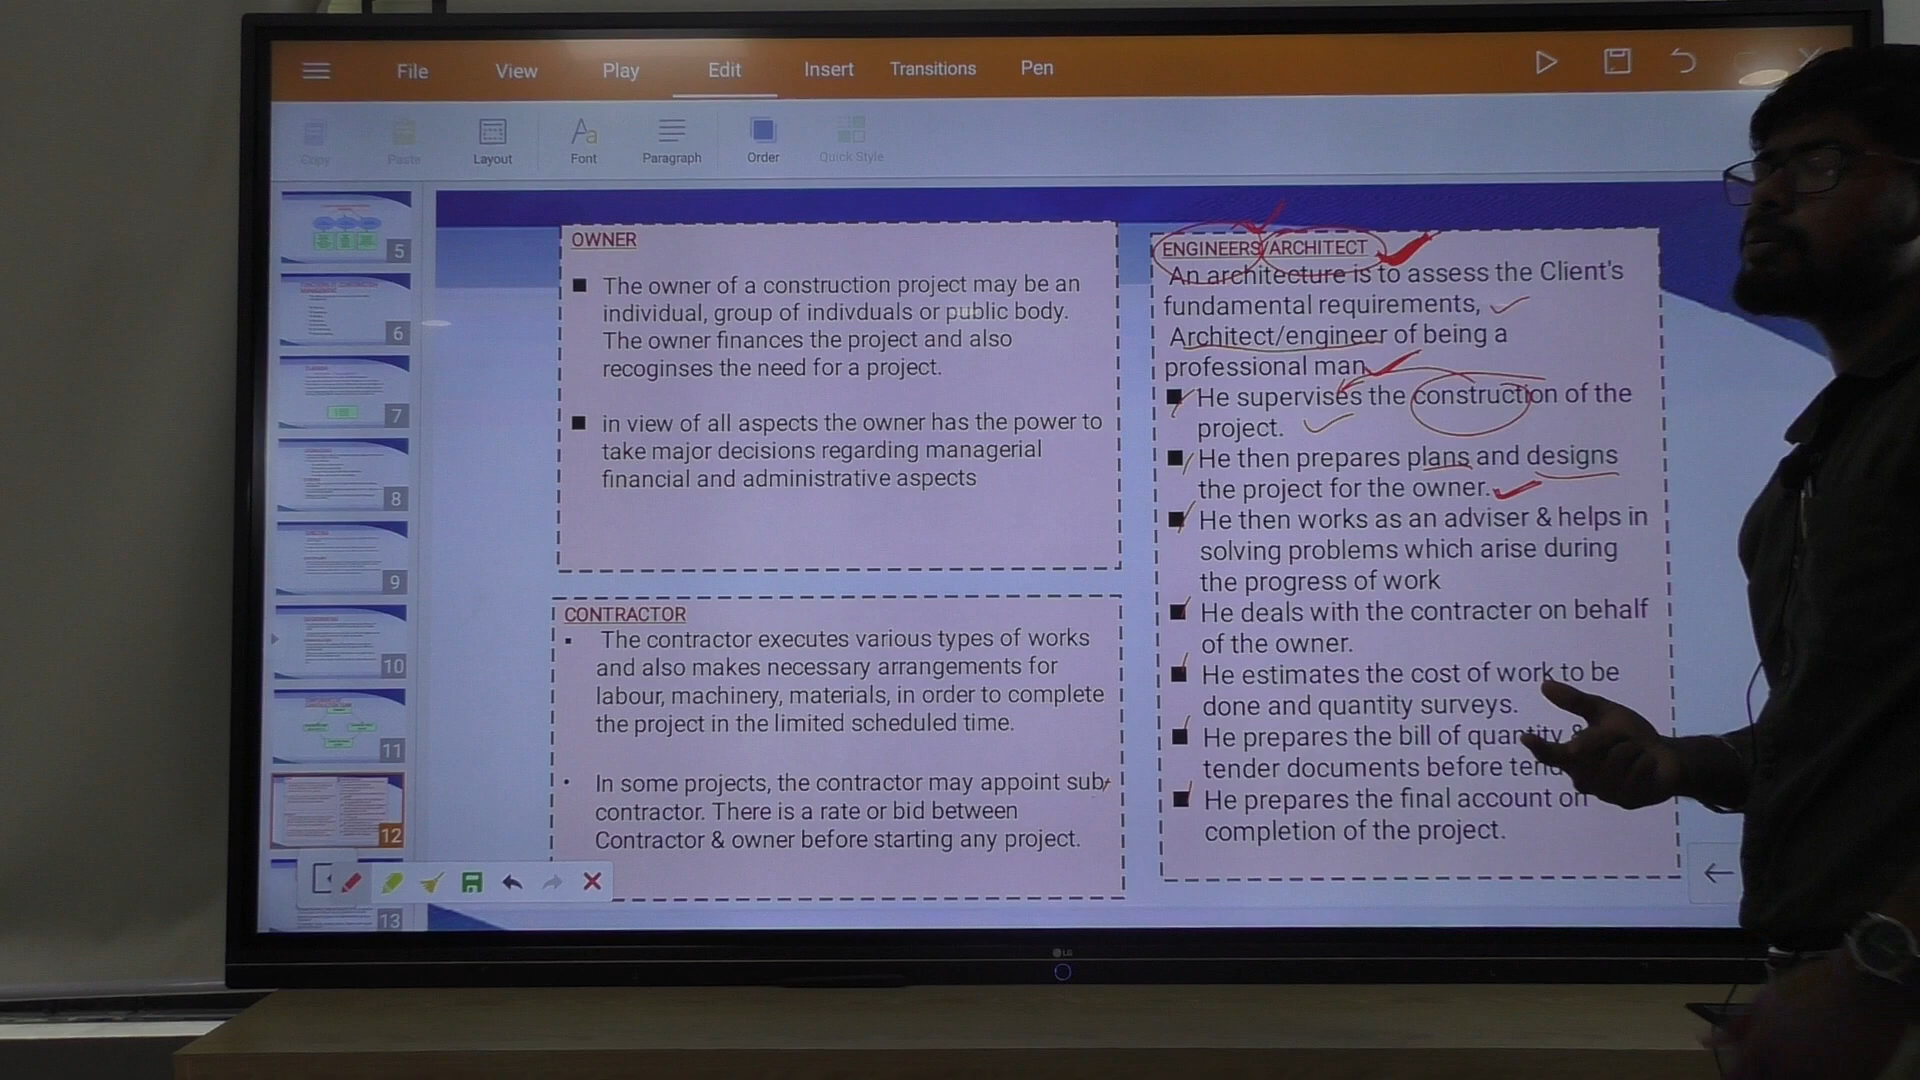 File View Play Edit Insert Transitions Pen
Copy Paste Layout Font Paragraph Order Quick Style
5
6
7
8
9
10
11
12
13
OWNER
The owner of a construction project may be an
individual, group of indivduals or public body.
The owner finances the project and also
recoginses the need for a project.
in view of all aspects the owner has the power to
take major decisions regarding managerial
financial and administrative aspects
CONTRACTOR
The contractor executes various types of works
and also makes necessary arrangements for
labour, machinery, materials, in order to complete
the project in the limited scheduled time.
In some projects, the contractor may appoint sub-
contractor. There is a rate or bid between
Contractor & owner before starting any project.
ENGINEERS/ARCHITECT
An architecture is to assess the Client's
fundamental requirements,
Architect/engineer of being a
professional man
He supervises the construction of the
project.
He then prepares plans and designs
the project for the owner.
He then works as an adviser & helps in
solving problems which arise during
the progress of work
He deals with the contracter on behalf
of the owner.
He estimates the cost of work to be
done and quantity surveys.
He prepares the bill of quantity &
tender documents before
He prepares the final account on
completion of the project.
LG